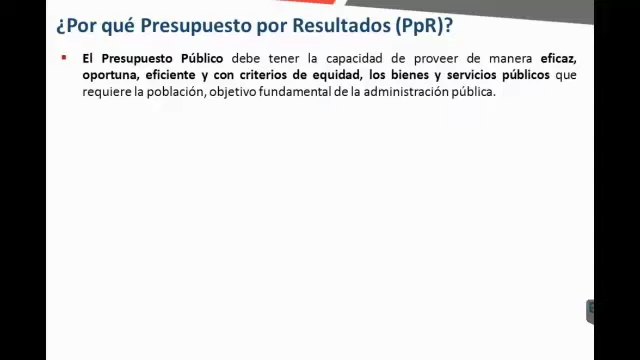 ¿Por qué Presupuesto por Resultados (PpR)?
El Presupuesto Público debe tener la capacidad de proveer de manera eficaz,
oportuna, eficiente y con criterios de equidad, los bienes y servicios públicos que
requiere la población, objetivo fundamental de la administración pública.